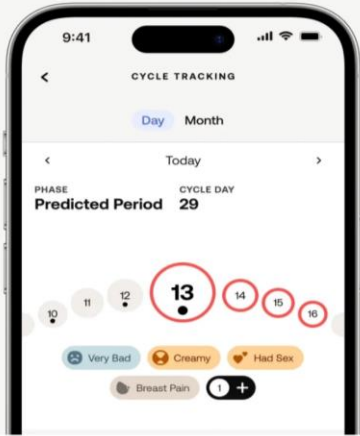 9:41
CYCLE TRACKING
Day Month
Today
PHASE CYCLE DAY
Predicted Period 29
10 11 12 13 14 15 16
Very Bad Creamy Had Sex
Breast Pain 1 +